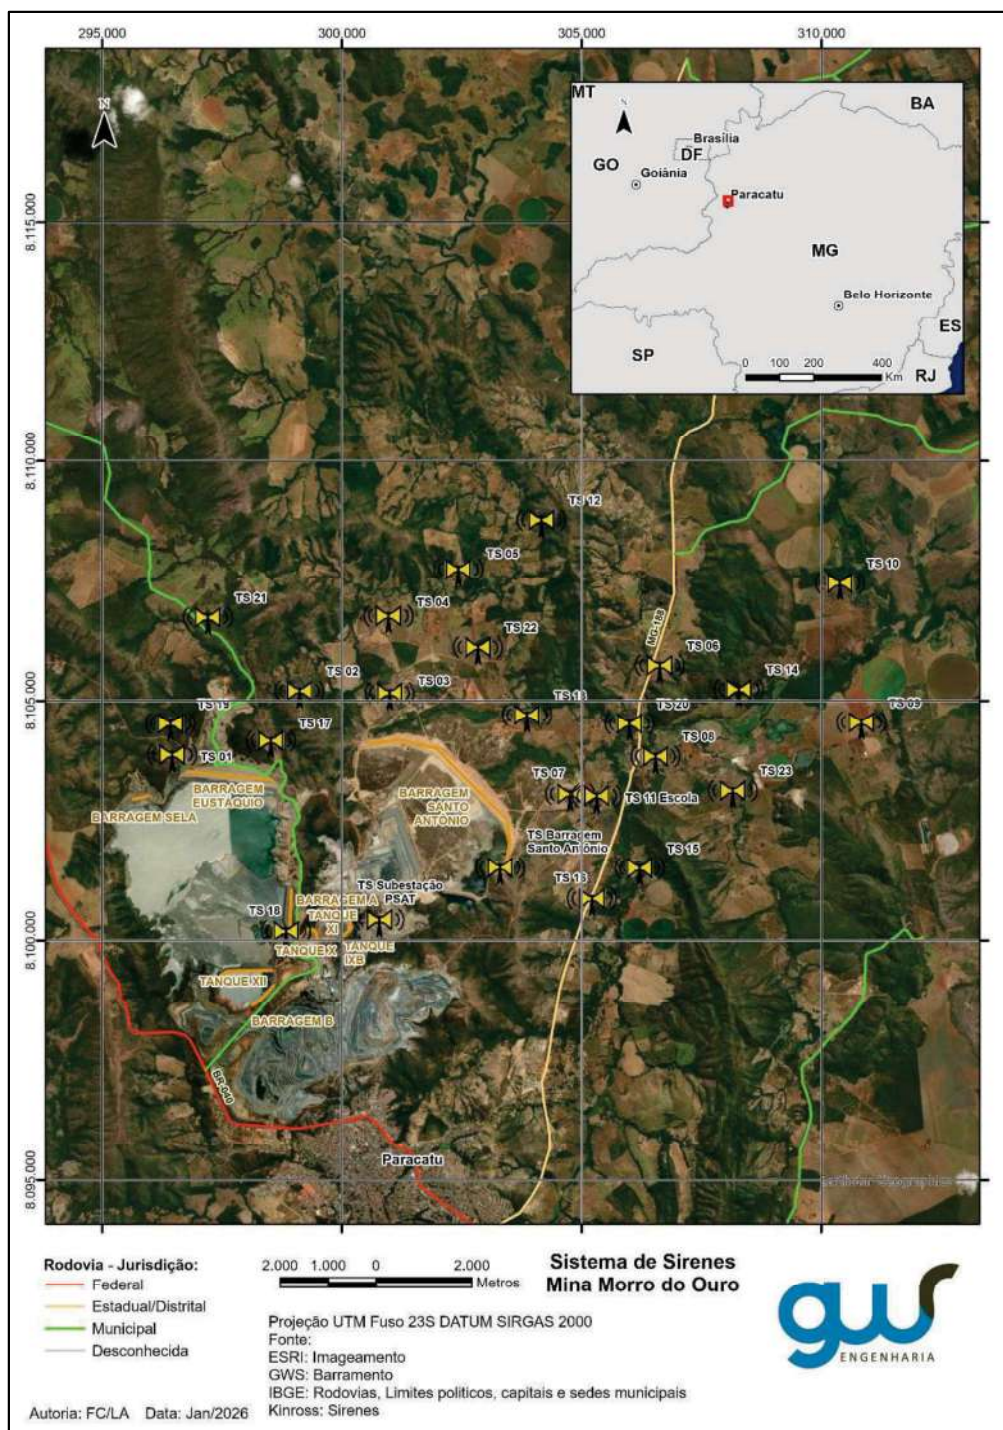 295.000
300.000
305.000
310.000
N
MT
BA
N
Brasília
DF
GO
Goiânia
Paracatu
MG
Belo Horizonte
ES
SP
0 100 200 400
Km
RJ
8.115.000
8.110.000
8.105.000
8.100.000
8.095.000
TS 12
TS 05
TS 10
TS 21
TS 04
MG-188
TS 22
TS 06
TS 14
TS 02
TS 03
TS 19
TS 20
TS 09
TS 17
TS 08
TS 01
TS 07
TS 23
BARRAGEM
EUSTÁQUIO
BARRAGEM
SANTO
ANTÔNIO
TS 11 Escola
BARRAGEM SELA
TS Barragem
Santo Antônio
TS 15
TS Subestação
PSAT
BARRAGEM A
TANQUE
XI
TS 18
TANQUE X
TANQUE
IXB
TANQUE XII
BARRAGEM B
BR-040
Paracatu
Rodovia - Jurisdição:
Federal
Estadual/Distrital
Municipal
Desconhecida
2.000 1.000 0 2.000
Metros
Sistema de Sirenes
Mina Morro do Ouro
Projeção UTM Fuso 23S DATUM SIRGAS 2000
Fonte:
ESRI: Imageamento
GWS: Barramento
IBGE: Rodovias, Limites politicos, capitais e sedes municipais
Kinross: Sirenes
Autoria: FC/LA Data: Jan/2026
gws
ENGENHARIA